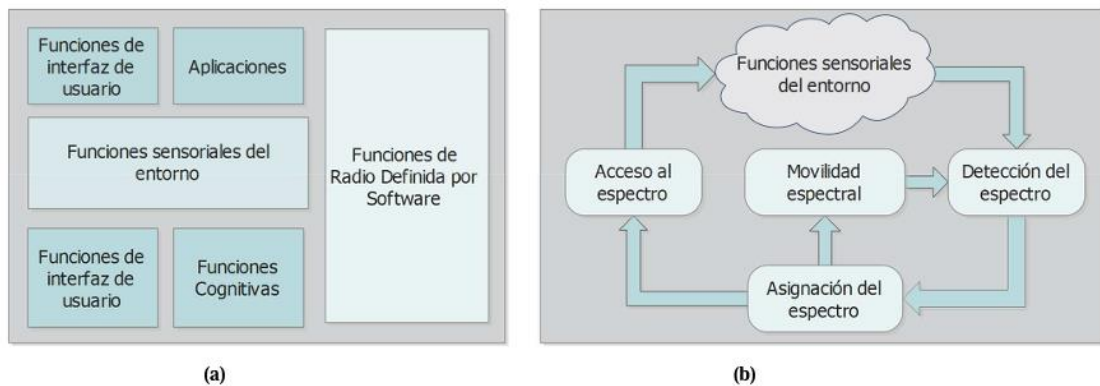 Funciones de
interfaz de
usuario
Aplicaciones
Funciones sensoriales del
entorno
Funciones de
interfaz de
usuario
Funciones
Cognitivas
Funciones de
Radio Definida por
Software
(a)
Funciones sensoriales
del entorno
Acceso al
espectro
Movilidad
espectral
Detección del
espectro
Asignación del
espectro
(b)